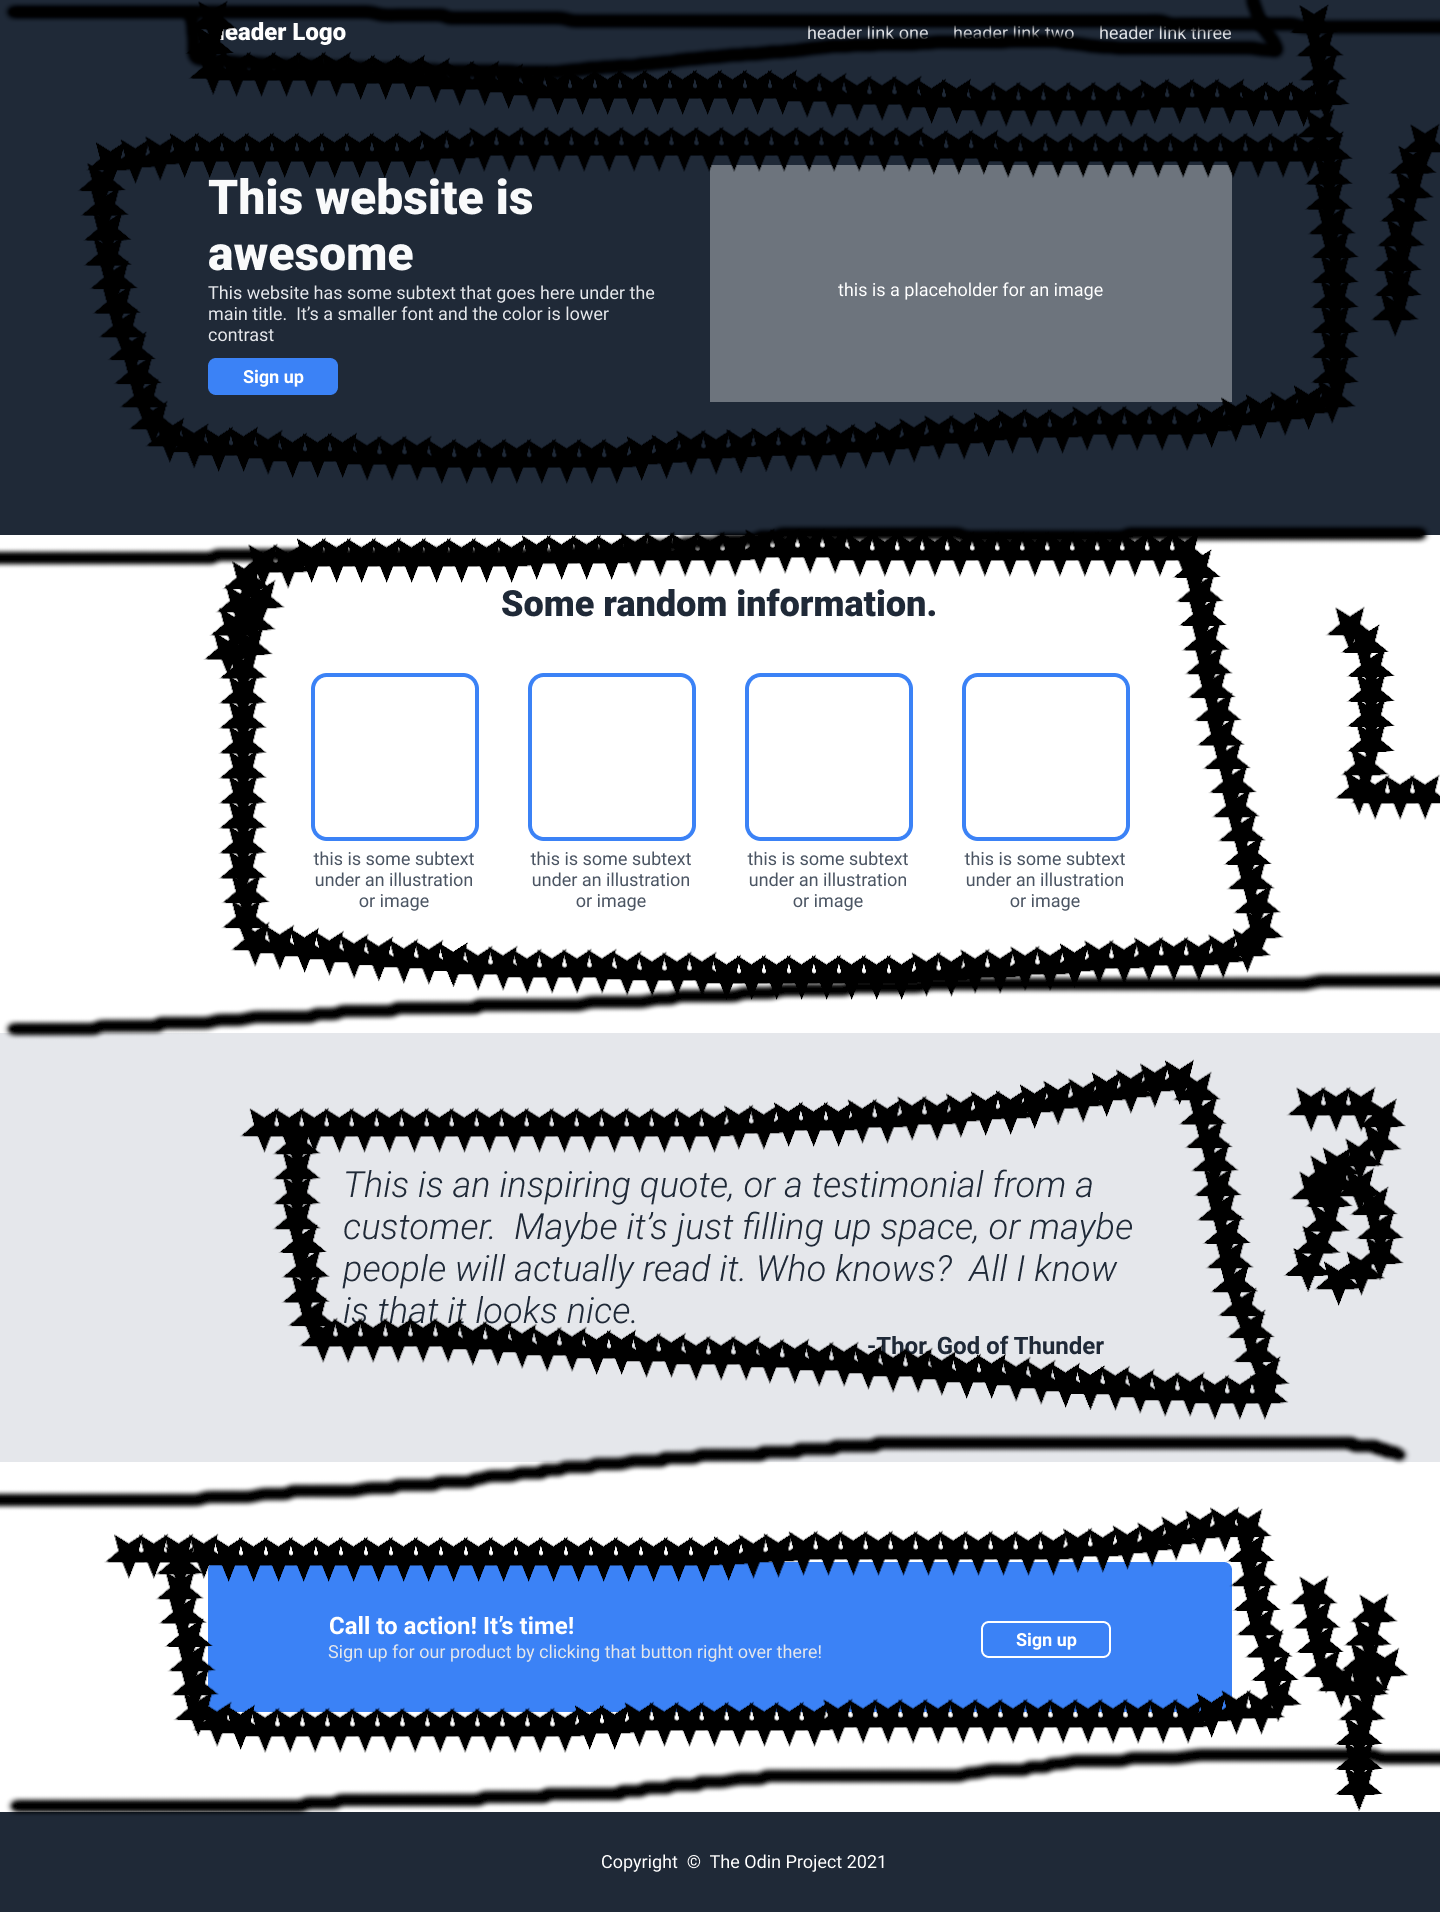 Header Logo
header link one header link two header link three
This website is
awesome
This website has some subtext that goes here under the
main title.  It’s a smaller font and the color is lower
contrast
Sign up
this is a placeholder for an image
Some random information.
this is some subtext
under an illustration
or image
this is some subtext
under an illustration
or image
this is some subtext
under an illustration
or image
this is some subtext
under an illustration
or image
This is an inspiring quote, or a testimonial from a
customer.  Maybe it’s just filling up space, or maybe
people will actually read it. Who knows?  All I know
is that it looks nice.
-Thor, God of Thunder
3
Call to action! It’s time!
Sign up for our product by clicking that button right over there!
Sign up
4
Copyright © The Odin Project 2021